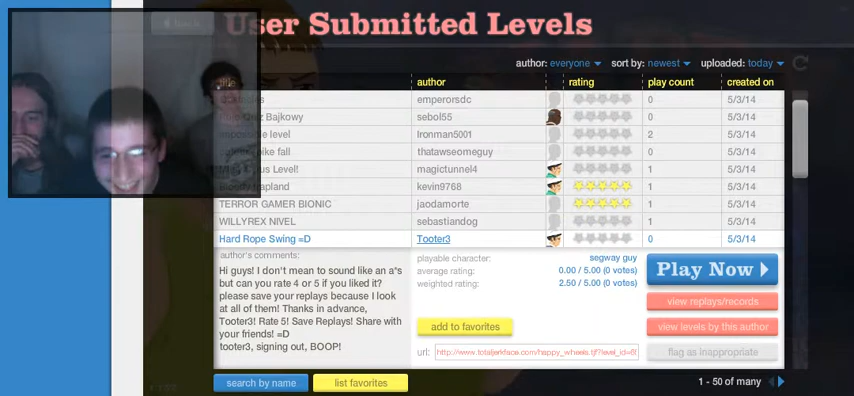 User Submitted Levels
author: everyone sort by: newest uploaded: today
title author rating play count created on
emperorsdc 0 5/3/14
Bajkowy sebol55 0 5/3/14
level Ironman5001 2 5/3/14
fall thatawseomeguy 0 5/3/14
Level! magictunnel4 1 5/3/14
kevin9768 1 5/3/14
TERROR GAMER BIONIC jaodamorte 1 5/3/14
WILLYREX NIVEL sebastiandog 1 5/3/14
Hard Rope Swing =D Tooter3 0 5/3/14
author's comments:
Hi guys! I don't mean to sound like an a*s
but can you rate 4 or 5 if you liked it?
please save your replays because I look
at all of them! Thanks in advance,
Tooter3! Rate 5! Save Replays! Share with
your friends! =D
tooter3, signing out, BOOP!
playable character: segway guy
average rating: 0.00 / 5.00 (0 votes)
weighted rating: 2.50 / 5.00 (0 votes)
add to favorites
url: http://www.totaljerkface.com/happy_wheels.tjf?level_id=6
Play Now
view replays/records
view levels by this author
flag as inappropriate
search by name list favorites 1 - 50 of many